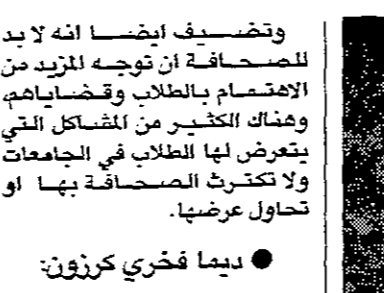 وتضيف ايضا انه لا بد
للصحافة ان توجه المزيد من
الاهتمام بالطلاب وقضاياهم،
وهناك الكثير من المشاكل التي
يتعرض لها الطلاب في الجامعات
ولا تكترث الصحافة بها او
تحاول عرضها.
● ديما فخري كرزون: